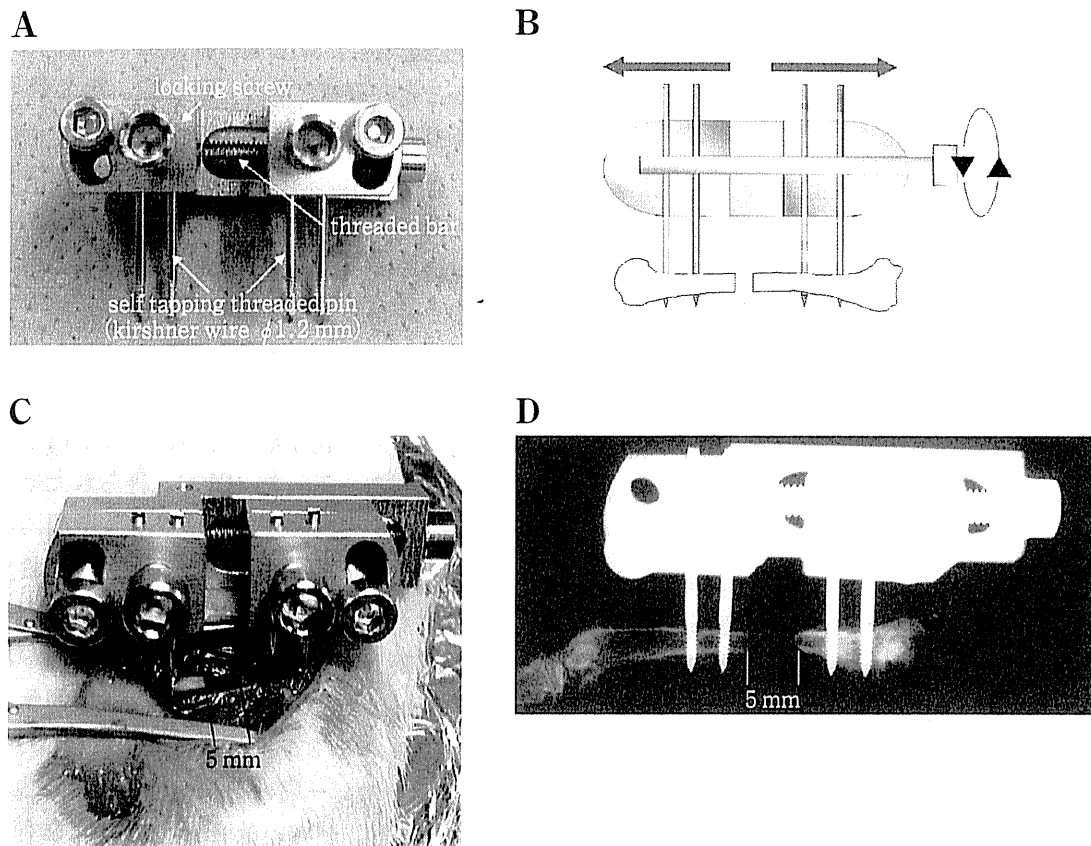 A
locking screw
threaded bar
self tapping threaded pin
(kirshner wire ϕ1.2 mm)
B
C
5 mm
D
5 mm